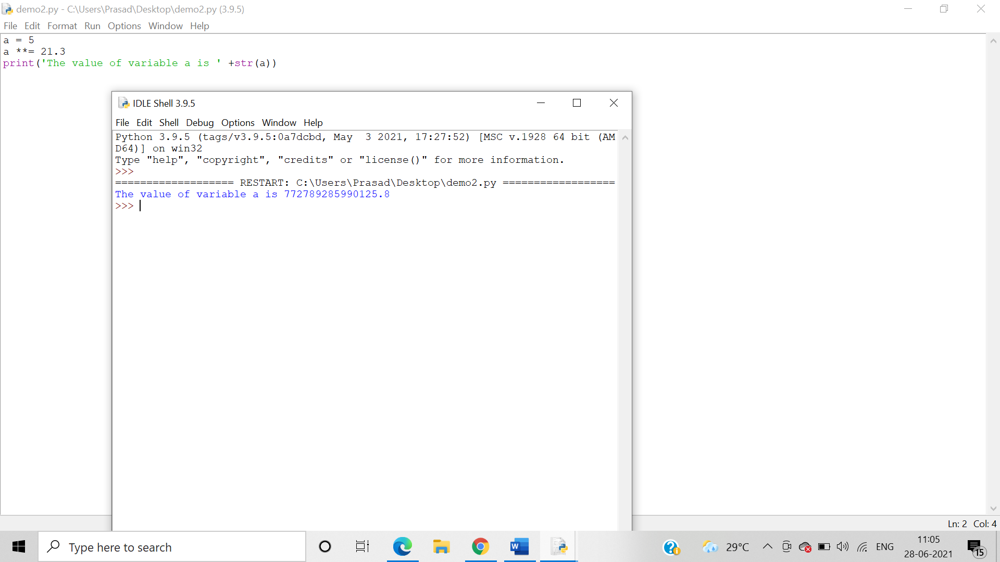 demo2.py - C:\Users\Prasad\Desktop\demo2.py (3.9.5)
File Edit Format Run Options Window Help
a = 5
a **= 21.3
print('The value of variable a is ' +str(a))
IDLE Shell 3.9.5
File Edit Shell Debug Options Window Help
Python 3.9.5 (tags/v3.9.5:0a7dcbd, May  3 2021, 17:27:52) [MSC v.1928 64 bit (AM
D64)] on win32
Type "help", "copyright", "credits" or "license()" for more information.
>>>
=================== RESTART: C:\Users\Prasad\Desktop\demo2.py ==================
The value of variable a is 772789285990125.8
>>>
Ln: 2 Col: 4
Type here to search
W
29°C
ENG
11:05
28-06-2021
15